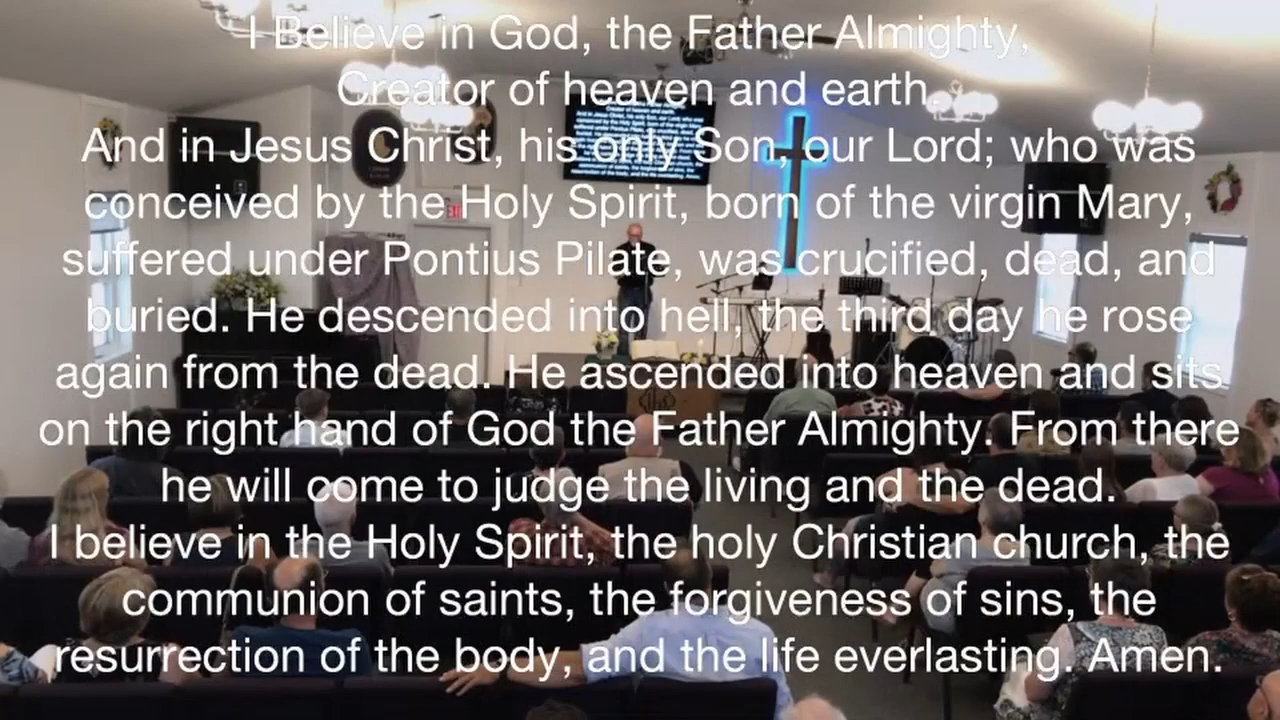 I Believe in God, the Father Almighty,
Creator of heaven and earth.
And in Jesus Christ, his only Son, our Lord; who was
conceived by the Holy Spirit, born of the virgin Mary,
suffered under Pontius Pilate, was crucified, dead, and
buried. He descended into hell, the third day he rose
again from the dead. He ascended into heaven and sits
on the right hand of God the Father Almighty. From there
he will come to judge the living and the dead.
I believe in the Holy Spirit, the holy Christian church, the
communion of saints, the forgiveness of sins, the
resurrection of the body, and the life everlasting. Amen.